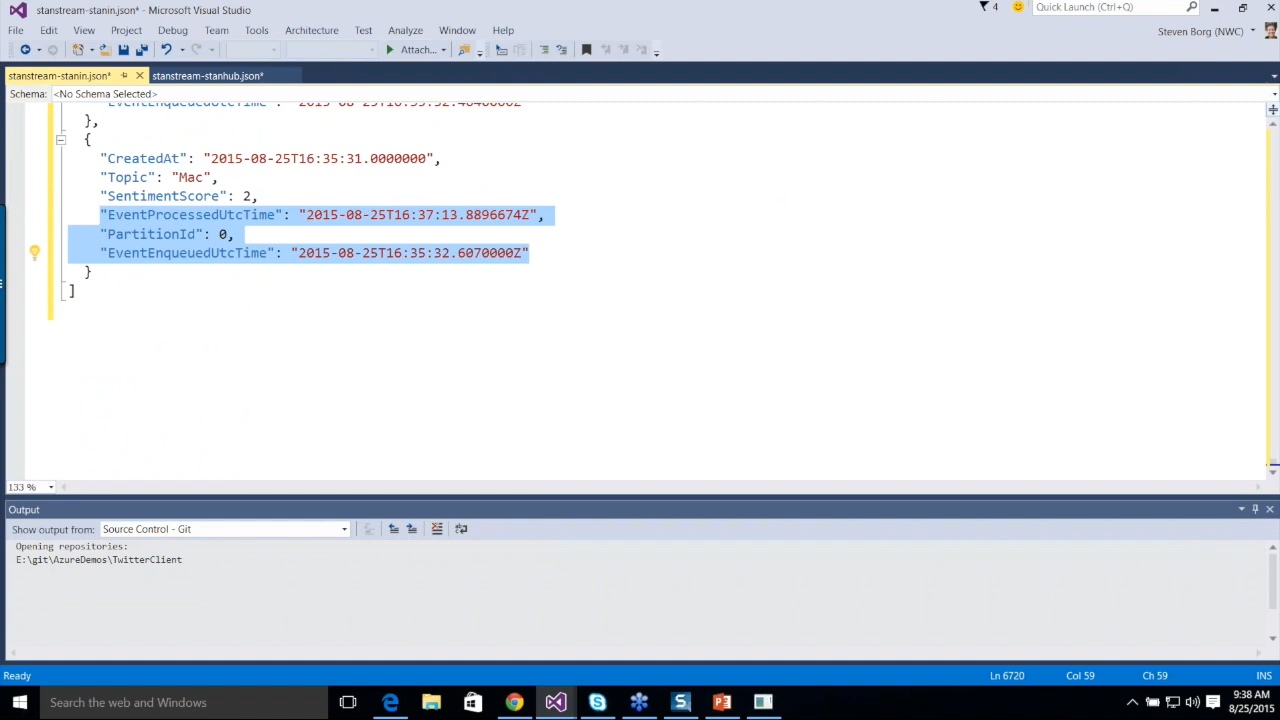 stanstream-stanin.json* - Microsoft Visual Studio
4
Quick Launch (Ctrl+Q)
File Edit View Project Debug Team Tools Architecture Test Analyze Window Help
Steven Borg (NWC)
Attach...
stanstream-stanin.json* stanstream-stanhub.json*
Schema: <No Schema Selected>
},
{
"CreatedAt": "2015-08-25T16:35:31.0000000",
"Topic": "Mac",
"SentimentScore": 2,
"EventProcessedUtcTime": "2015-08-25T16:37:13.8896674Z",
"PartitionId": 0,
"EventEnqueuedUtcTime": "2015-08-25T16:35:32.6070000Z"
}
]
133 %
Output
Show output from: Source Control - Git
Opening repositories:
E:\git\AzureDemos\TwitterClient
Ready Ln 6720 Col 59 Ch 59 INS
Search the web and Windows
9:38 AM
8/25/2015